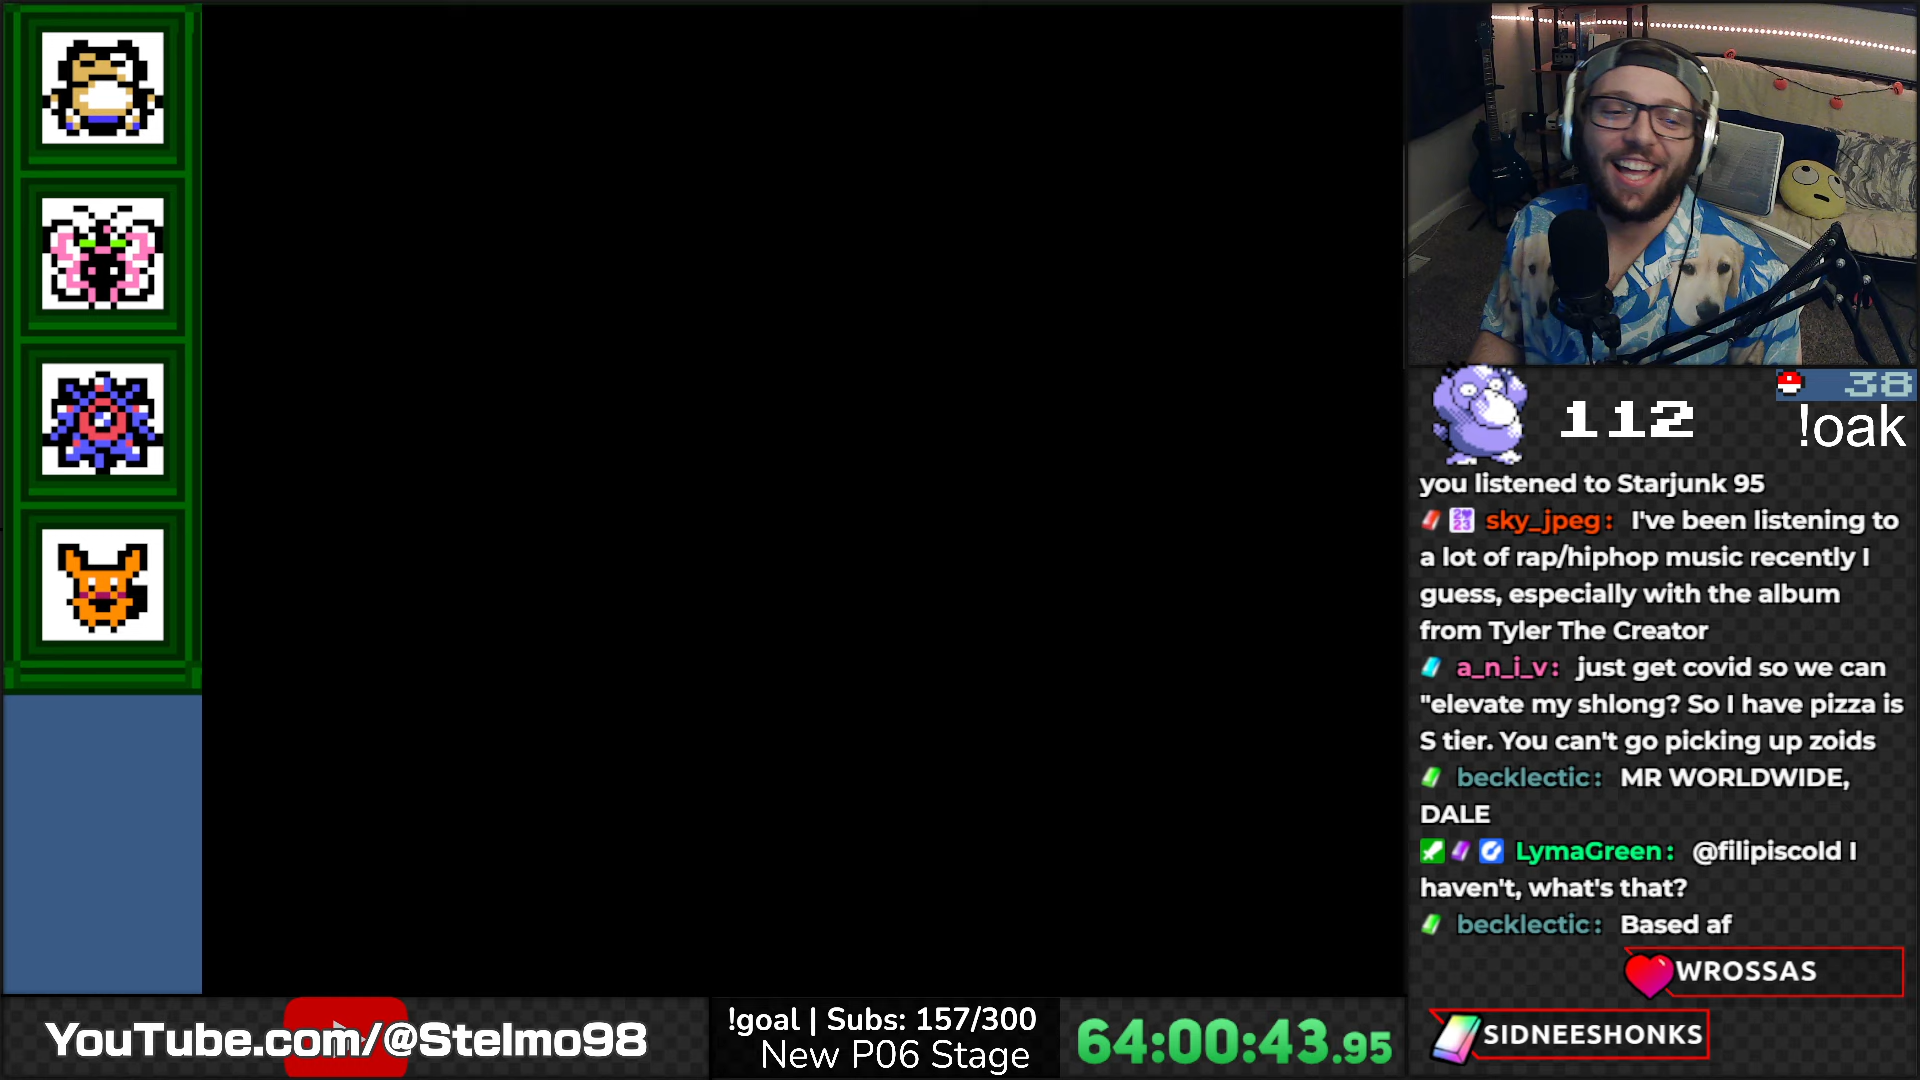 38
112
!oak
you listened to Starjunk 95
sky_jpeg: I've been listening to
a lot of rap/hiphop music recently I
guess, especially with the album
from Tyler The Creator
a_n_i_v: just get covid so we can
"elevate my shlong? So I have pizza is
S tier. You can't go picking up zoids
becklectic: MR WORLDWIDE,
DALE
LymaGreen: @filipiscold I
haven't, what's that?
becklectic: Based af
WROSSAS
SIDNEESHONKS
YouTube.com/@Stelmo98
!goal | Subs: 157/300
New P06 Stage
64:00:43.95